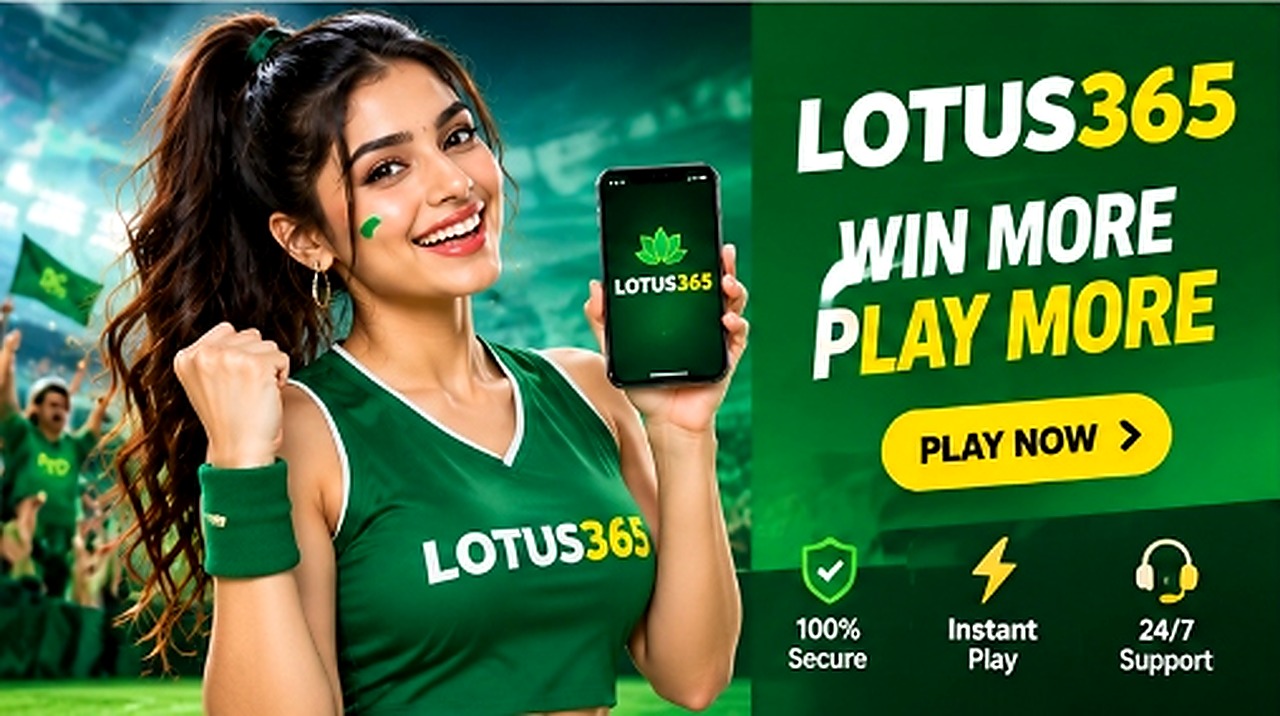 LOTUS365
WIN MORE
PLAY MORE
PLAY NOW
100%
Secure
Instant
Play
24/7
Support
LOTUS365
LOTUS365